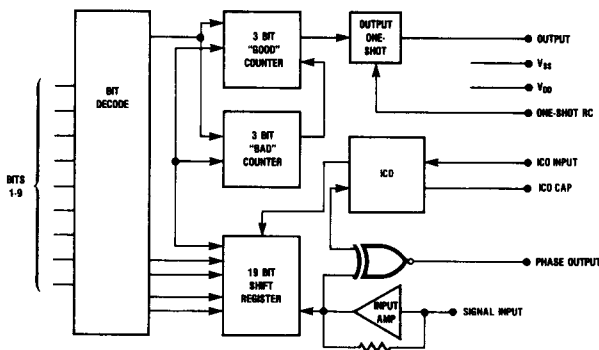 BITS
1-9
BIT
DECODE
3 BIT
"GOOD"
COUNTER
3 BIT
"BAD"
COUNTER
19 BIT
SHIFT
REGISTER
OUTPUT
ONE-
SHOT
ICO
INPUT
AMP
OUTPUT
VSS
VDD
ONE-SHOT RC
ICO INPUT
ICO CAP
PHASE OUTPUT
SIGNAL INPUT